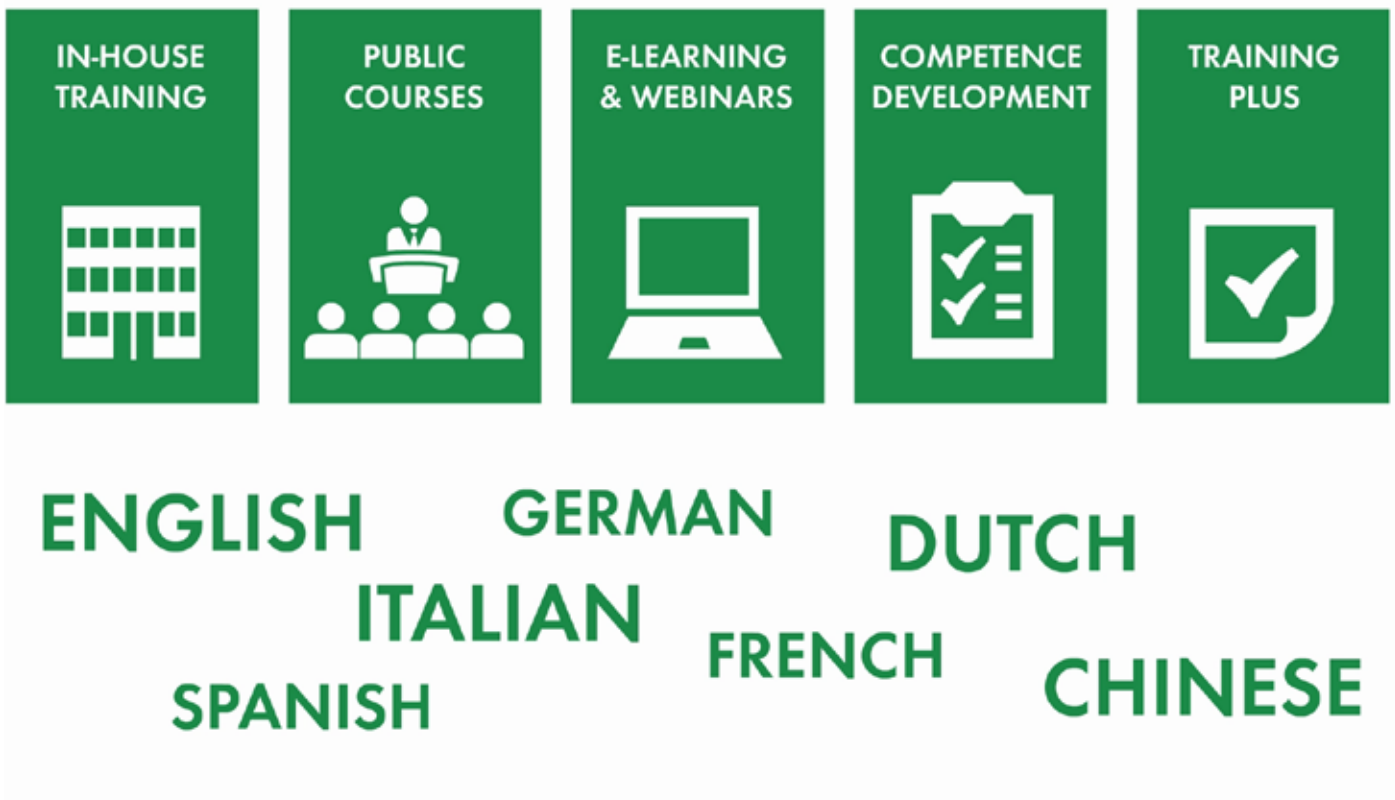 IN-HOUSE
TRAINING
PUBLIC
COURSES
E-LEARNING
& WEBINARS
COMPETENCE
DEVELOPMENT
TRAINING
PLUS
ENGLISH
GERMAN
DUTCH
ITALIAN
FRENCH
SPANISH
CHINESE